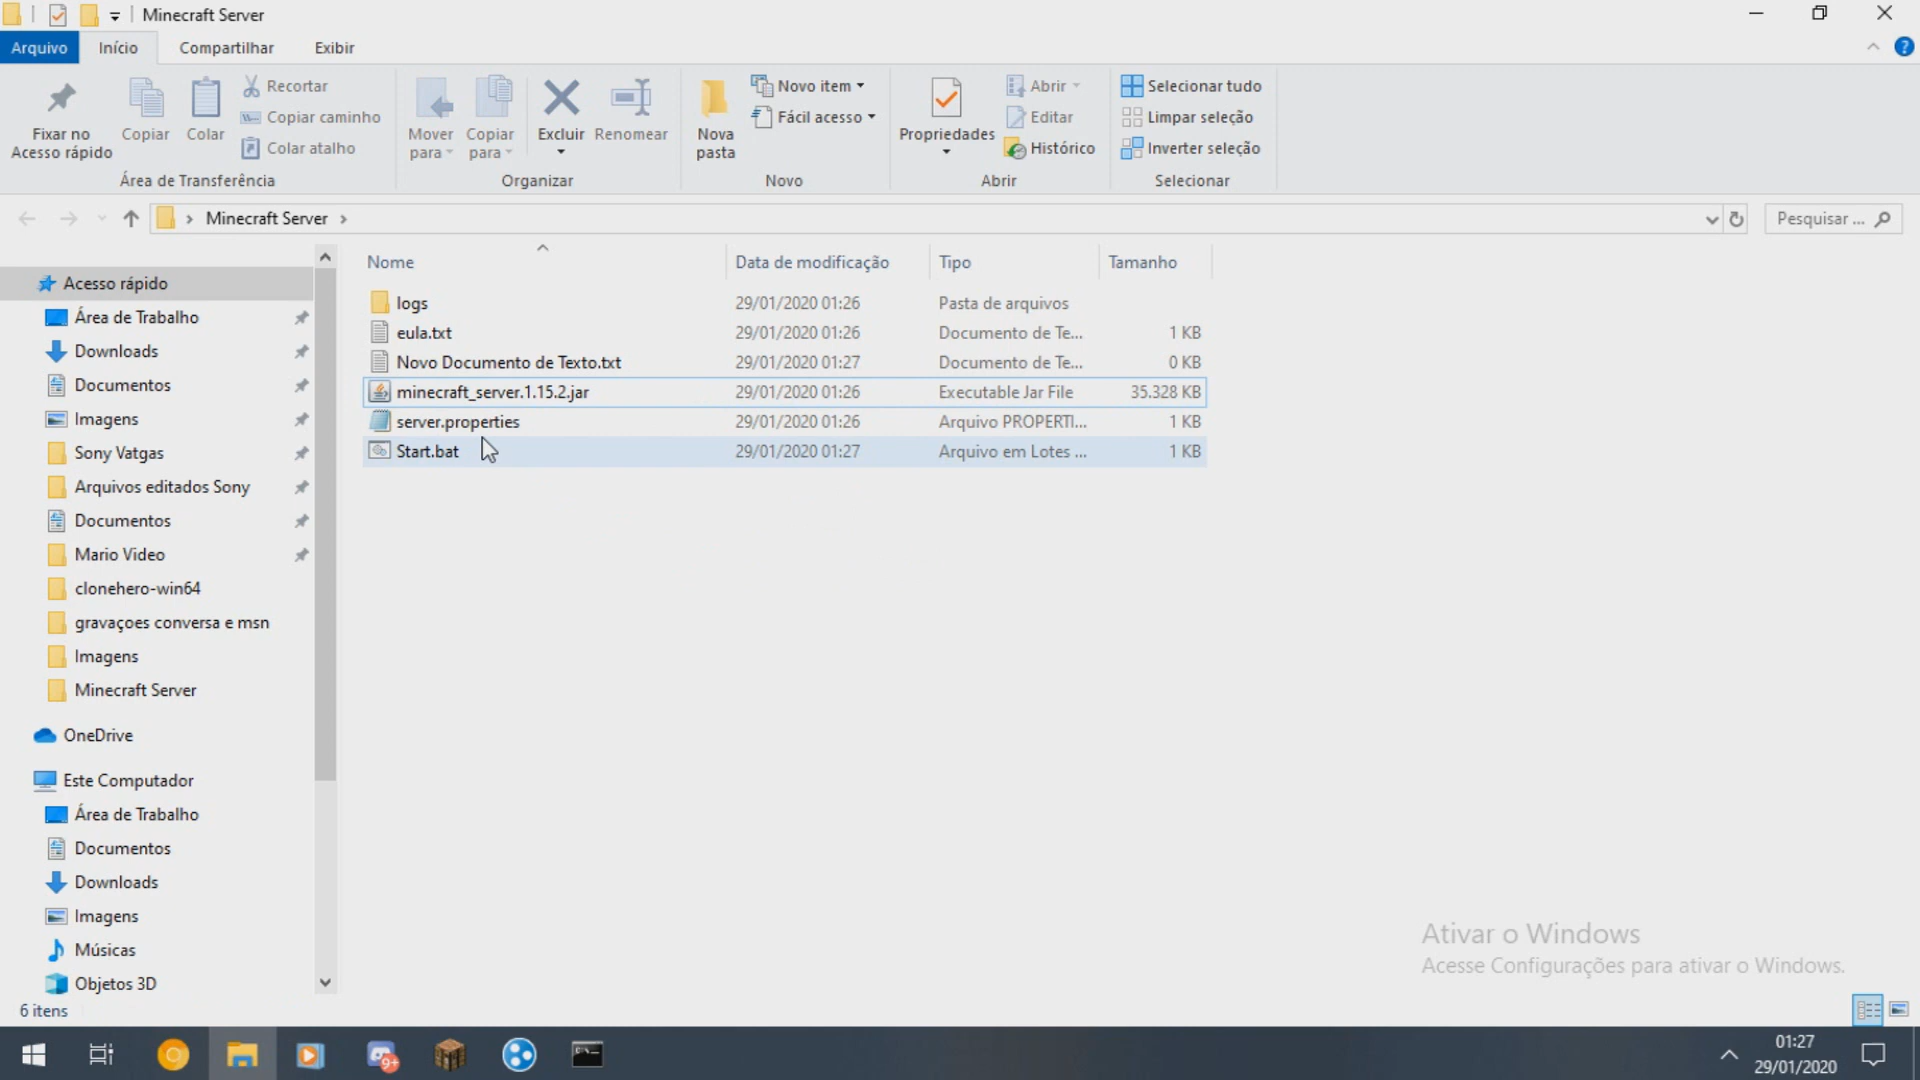 Minecraft Server
Arquivo Início Compartilhar Exibir
Fixar no
Acesso rápido
Copiar
Colar
Recortar
Copiar caminho
Colar atalho
Área de Transferência
Mover
para
Copiar
para
Excluir
Renomear
Organizar
Nova
pasta
Novo item
Fácil acesso
Novo
Propriedades
Abrir
Editar
Histórico
Abrir
Selecionar tudo
Limpar seleção
Inverter seleção
Selecionar
Minecraft Server
Pesquisar ...
Nome Data de modificação Tipo Tamanho
logs 29/01/2020 01:26 Pasta de arquivos
eula.txt 29/01/2020 01:26 Documento de Te... 1 KB
Novo Documento de Texto.txt 29/01/2020 01:27 Documento de Te... 0 KB
minecraft_server.1.15.2.jar 29/01/2020 01:26 Executable Jar File 35.328 KB
server.properties 29/01/2020 01:26 Arquivo PROPERTI... 1 KB
Start.bat 29/01/2020 01:27 Arquivo em Lotes ... 1 KB
Acesso rápido
Área de Trabalho
Downloads
Documentos
Imagens
Sony Vatgas
Arquivos editados Sony
Documentos
Mario Video
clonehero-win64
gravaçoes conversa e msn
Imagens
Minecraft Server
OneDrive
Este Computador
Área de Trabalho
Documentos
Downloads
Imagens
Músicas
Objetos 3D
Ativar o Windows
Acesse Configurações para ativar o Windows.
6 itens
9+
01:27
29/01/2020